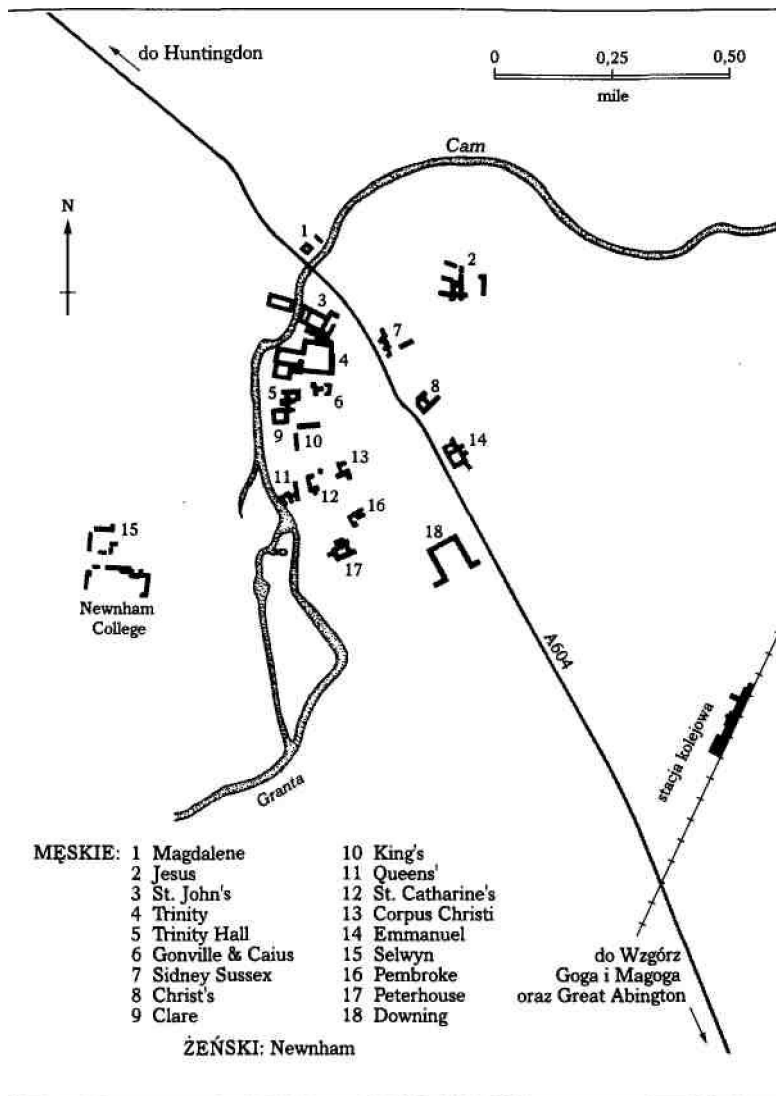 do Huntingdon
0 0,25 0,50
mile
Cam
N
1
2
3
7
4
8
5
6
9
10
14
13
11
12
16
15
18
17
Newnham
College
A604
stacja kolejowa
Granta
MĘSKIE: 1 Magdalene
2 Jesus
3 St. John's
4 Trinity
5 Trinity Hall
6 Gonville & Caius
7 Sidney Sussex
8 Christ's
9 Clare
10 King's
11 Queens'
12 St. Catharine's
13 Corpus Christi
14 Emmanuel
15 Selwyn
16 Pembroke
17 Peterhouse
18 Downing
ŻEŃSKI: Newnham
do Wzgórz
Goga i Magoga
oraz Great Abington